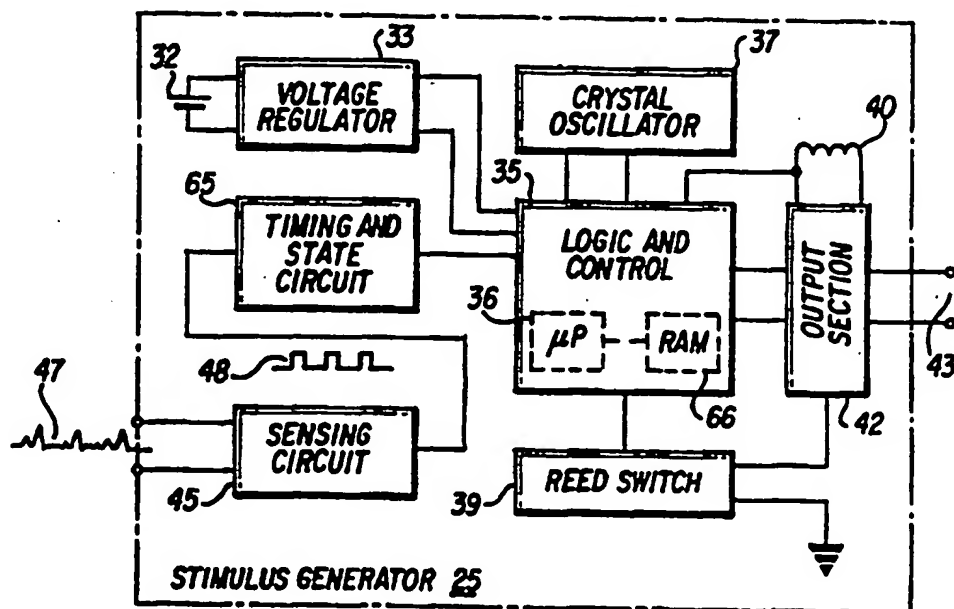 33
32
VOLTAGE
REGULATOR
37
CRYSTAL
OSCILLATOR
40
65
TIMING AND
STATE
CIRCUIT
35
LOGIC AND
CONTROL
36
μP
RAM
66
OUTPUT
SECTION
43
42
48
47
SENSING
CIRCUIT
45
REED SWITCH
39
STIMULUS GENERATOR 25